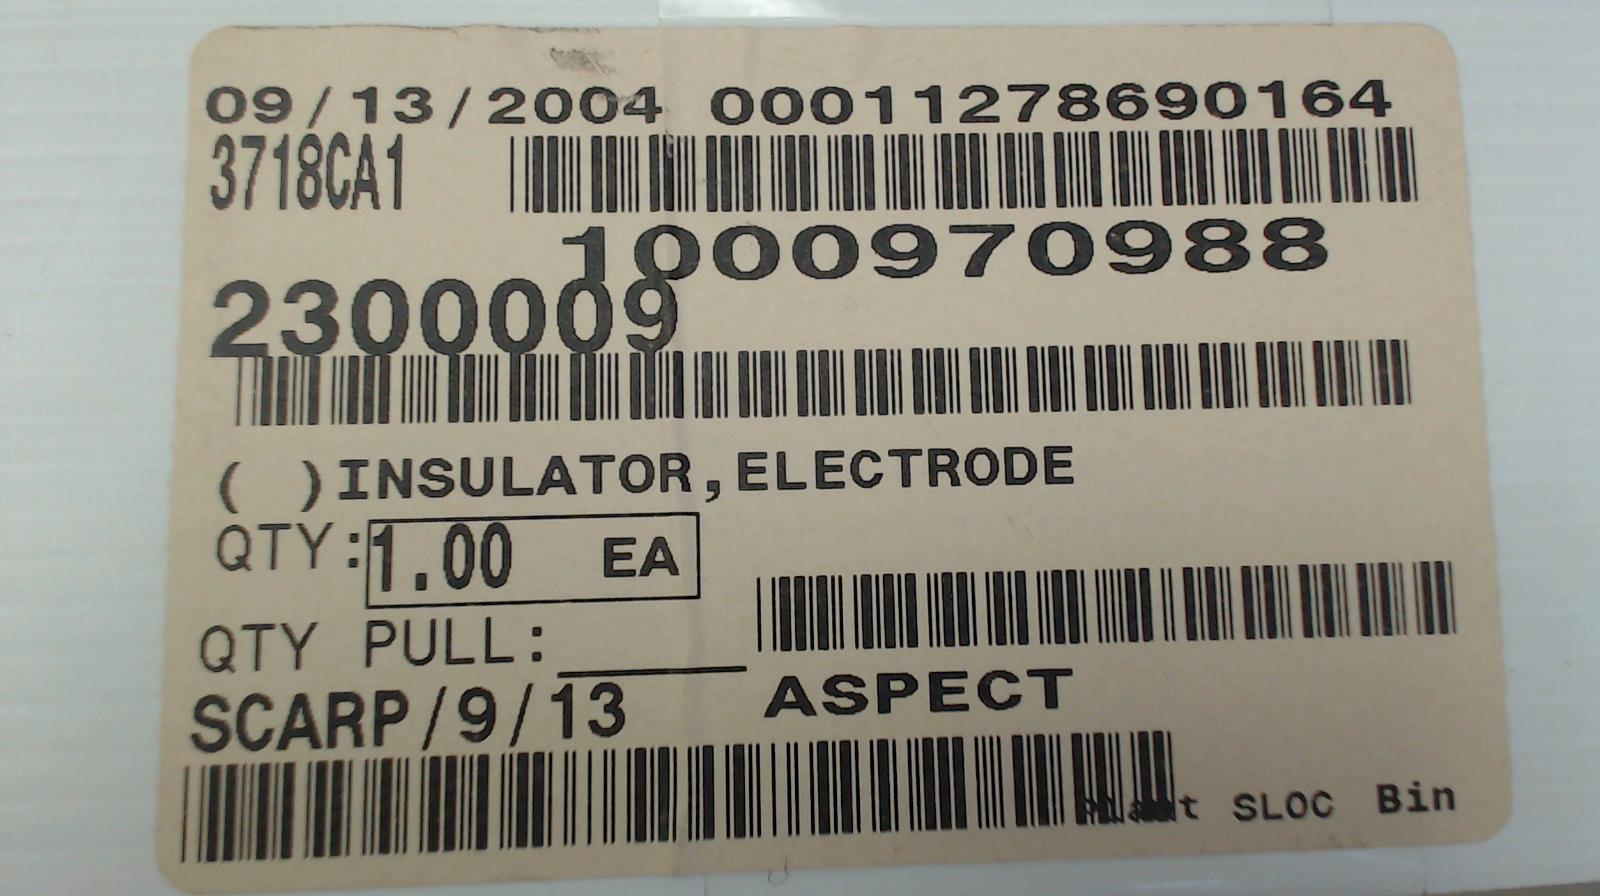 09/13/2004 00011278690164
3718CA1
1000970988
2300009
( )INSULATOR,ELECTRODE
QTY: 1.00 EA
QTY PULL:
SCARP/9/13 ASPECT
SLOC Bin